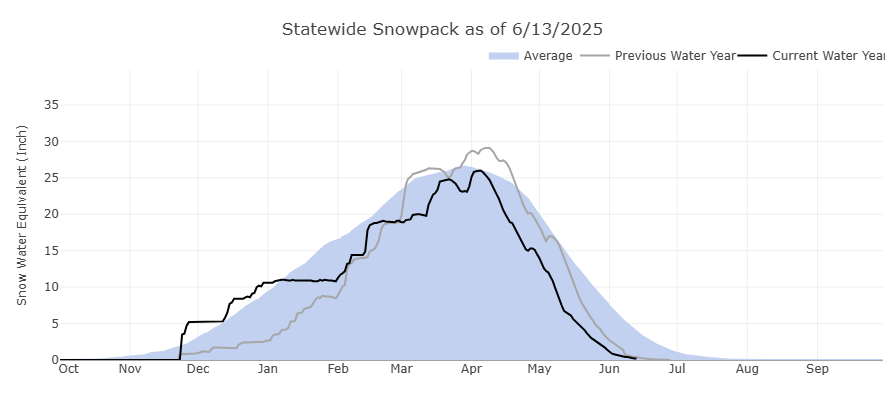 Statewide Snowpack as of 6/13/2025
Average Previous Water Year Current Water Year
Snow Water Equivalent (Inch)
35
30
25
20
15
10
5
0
Oct Nov Dec Jan Feb Mar Apr May Jun Jul Aug Sep